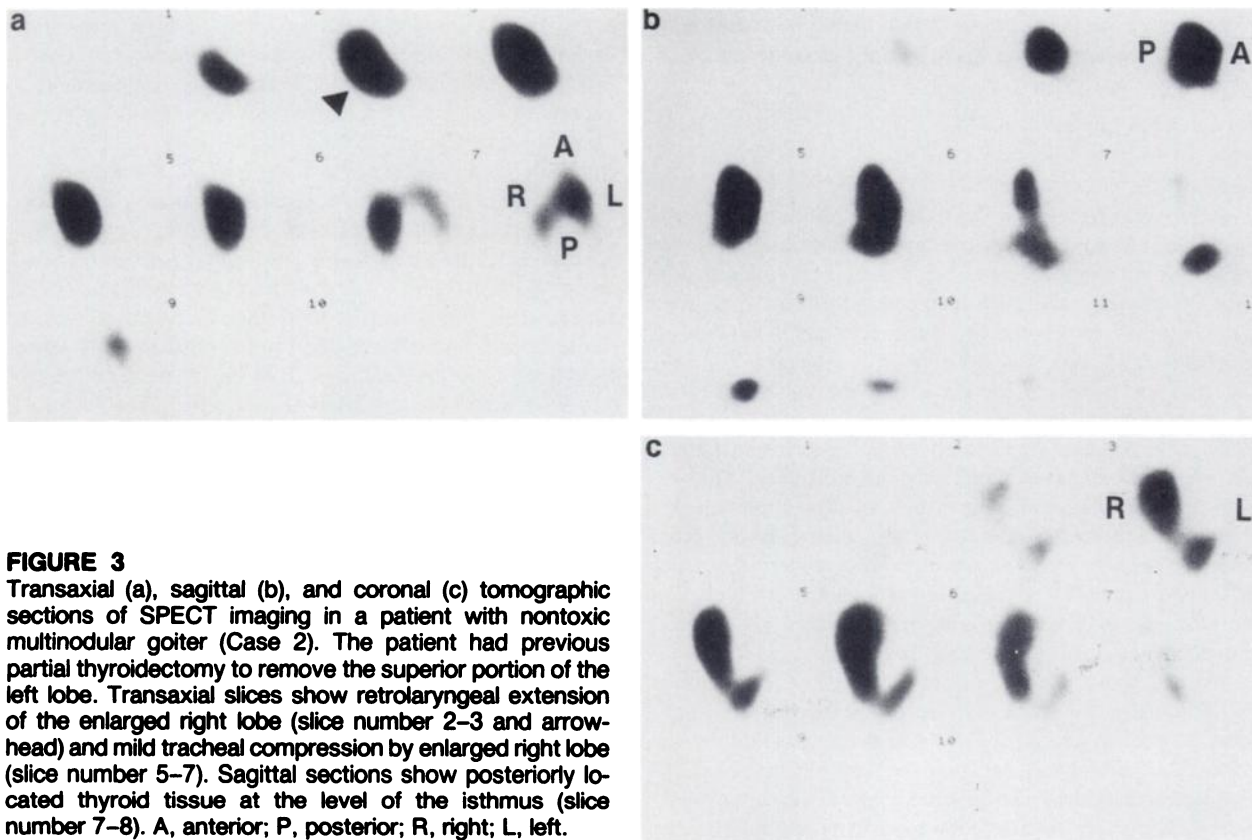 a
1 2
5 6 7
A
R L
P
9 10
b
P A
5 6 7
9 10 11 1
c
1 2 3
R L
5 6 7
9 10
FIGURE 3
Transaxial (a), sagittal (b), and coronal (c) tomographic
sections of SPECT imaging in a patient with nontoxic
multinodular goiter (Case 2). The patient had previous
partial thyroidectomy to remove the superior portion of the
left lobe. Transaxial slices show retrolaryngeal extension
of the enlarged right lobe (slice number 2–3 and arrow-
head) and mild tracheal compression by enlarged right lobe
(slice number 5–7). Sagittal sections show posteriorly lo-
cated thyroid tissue at the level of the isthmus (slice
number 7–8). A, anterior; P, posterior; R, right; L, left.